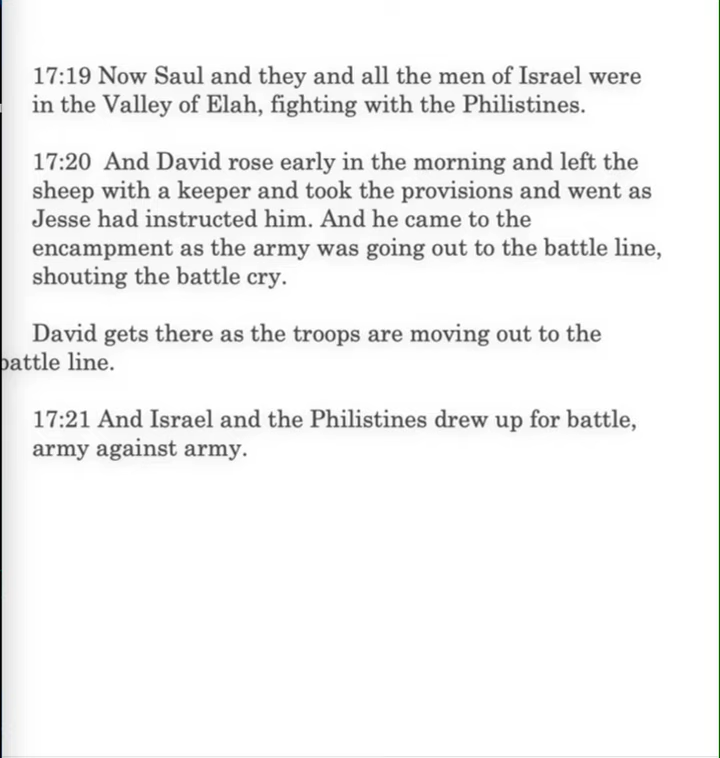 17:19 Now Saul and they and all the men of Israel were
in the Valley of Elah, fighting with the Philistines.
17:20 And David rose early in the morning and left the
sheep with a keeper and took the provisions and went as
Jesse had instructed him. And he came to the
encampment as the army was going out to the battle line,
shouting the battle cry.
David gets there as the troops are moving out to the
battle line.
17:21 And Israel and the Philistines drew up for battle,
army against army.